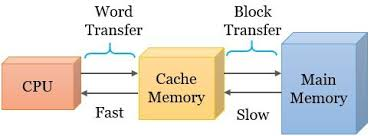 Word
Transfer
Block
Transfer
CPU
Cache
Memory
Main
Memory
Fast
Slow